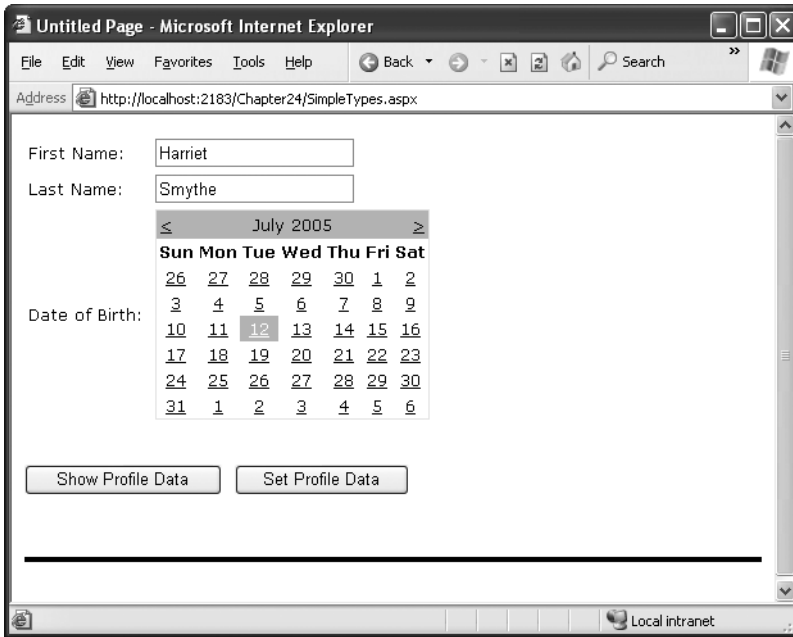 Untitled Page - Microsoft Internet Explorer
File Edit View Favorites Tools Help Back Search »
Address http://localhost:2183/Chapter24/SimpleTypes.aspx
First Name: Harriet
Last Name: Smythe
< July 2005 >
Sun Mon Tue Wed Thu Fri Sat
26 27 28 29 30 1 2
3 4 5 6 7 8 9
Date of Birth:
10 11 12 13 14 15 16
17 18 19 20 21 22 23
24 25 26 27 28 29 30
31 1 2 3 4 5 6
Show Profile Data Set Profile Data
Local intranet